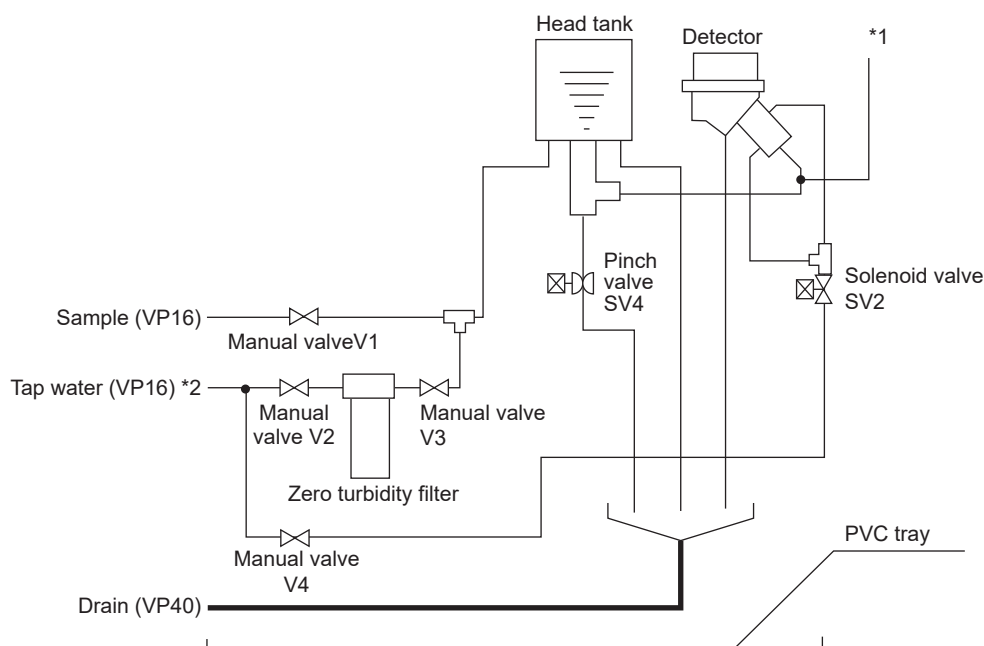 Head tank
Detector
*1
Pinch
valve
SV4
Solenoid valve
SV2
Sample (VP16)
Manual valveV1
Tap water (VP16) *2
Manual
valve V2
Manual valve
V3
Zero turbidity filter
PVC tray
Manual valve
V4
Drain (VP40)